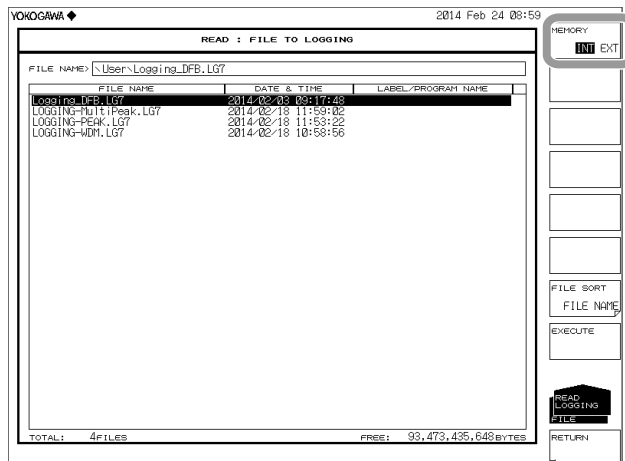 YOKOGAWA ◆
2014 Feb 24 08:59
READ : FILE TO LOGGING
FILE NAME> \User\Logging_DFB.LG7
FILE NAME DATE & TIME LABEL/PROGRAM NAME
Logging_DFB.LG7 2014/02/03 09:17:48
LOGGING-MultiPeak.LG7 2014/02/18 11:59:02
LOGGING-PEAK.LG7 2014/02/18 11:53:22
LOGGING-WDM.LG7 2014/02/18 10:58:56
TOTAL: 4FILES FREE: 93,473,435,648BYTES
MEMORY
INT EXT
FILE SORT
FILE NAME
EXECUTE
READ
LOGGING
FILE
RETURN